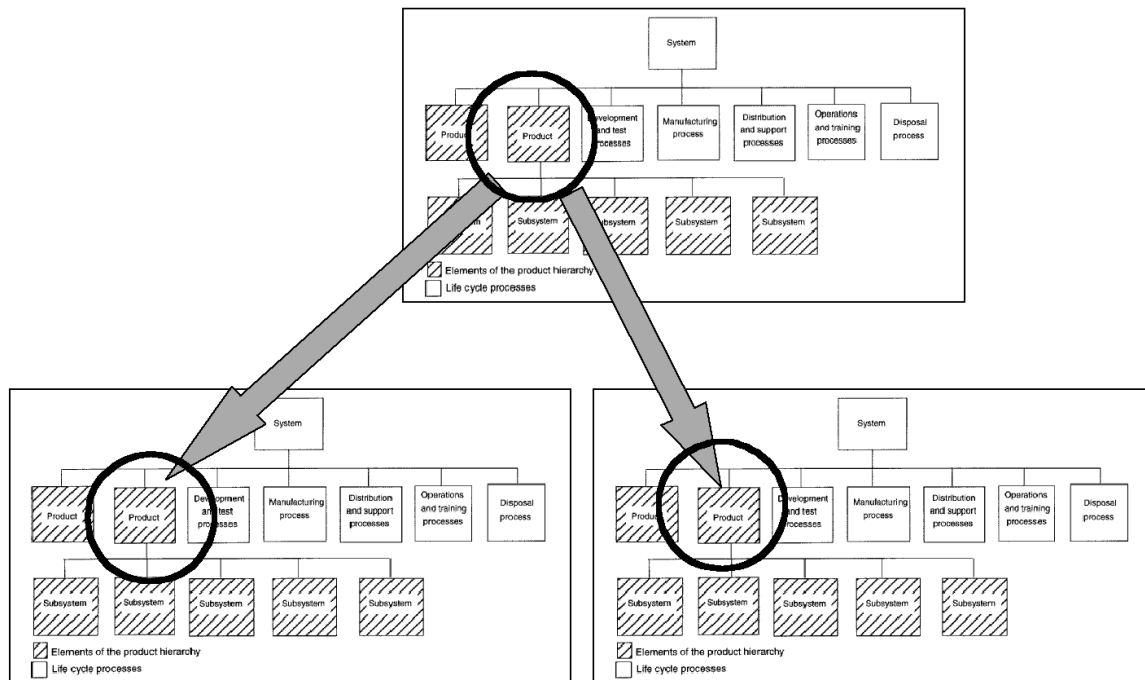 System
Product
Product
Development
and test
processes
Manufacturing
process
Distribution
and support
processes
Operations
and training
processes
Disposal
process
Subsystem
Subsystem
Subsystem
Subsystem
Elements of the product hierarchy
Life cycle processes
System
Product
Product
Development
and test
processes
Manufacturing
process
Distribution
and support
processes
Operations
and training
processes
Disposal
process
Subsystem
Subsystem
Subsystem
Subsystem
Subsystem
Elements of the product hierarchy
Life cycle processes
System
Product
Product
Development
and test
processes
Manufacturing
process
Distribution
and support
processes
Operations
and training
processes
Disposal
process
Subsystem
Subsystem
Subsystem
Subsystem
Subsystem
Elements of the product hierarchy
Life cycle processes